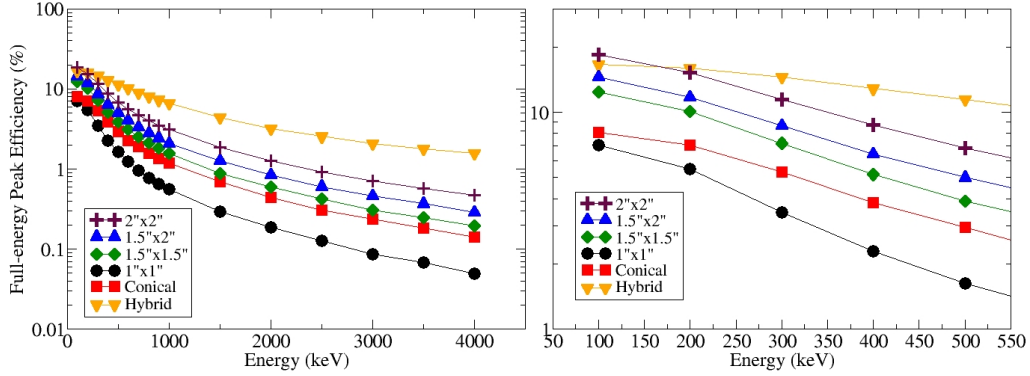 Full-energy Peak Efficiency (%)
100
10
1
0.1
0.01
2"x2"
1.5"x2"
1.5"x1.5"
1"x1"
Conical
Hybrid
0 1000 2000 3000 4000
Energy (keV)
10
1
2"x2"
1.5"x2"
1.5"x1.5"
1"x1"
Conical
Hybrid
50 100 150 200 250 300 350 400 450 500 550
Energy (keV)